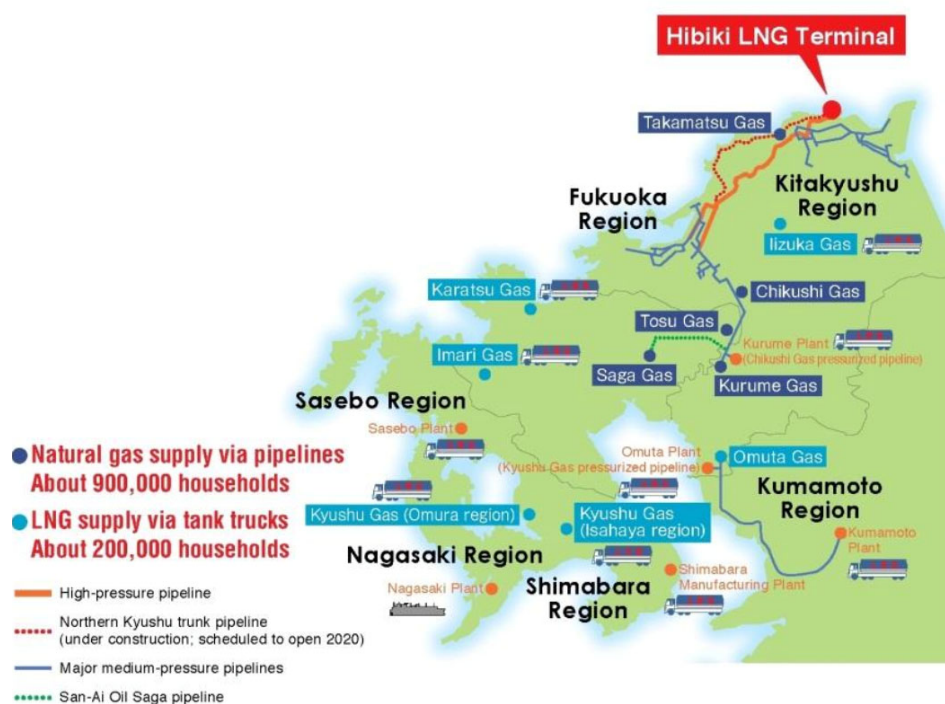 Hibiki LNG Terminal
Takamatsu Gas
Kitakyushu
Region
Fukuoka
Region
Iizuka Gas
Karatsu Gas
Chikushi Gas
Tosu Gas
Kurume Plant
(Chikushi Gas pressurized pipeline)
Imari Gas
Saga Gas
Kurume Gas
Sasebo Region
Sasebo Plant
Omuta Plant
(Kyushu Gas pressurized pipeline)
Omuta Gas
Natural gas supply via pipelines
About 900,000 households
LNG supply via tank trucks
About 200,000 households
Kumamoto
Region
Kyushu Gas (Omura region)
Kyushu Gas
(Isahaya region)
Kumamoto
Plant
Nagasaki Region
Nagasaki Plant
Shimabara
Region
Shimabara
Manufacturing Plant
High-pressure pipeline
Northern Kyushu trunk pipeline
(under construction; scheduled to open 2020)
Major medium-pressure pipelines
San-Ai Oil Saga pipeline